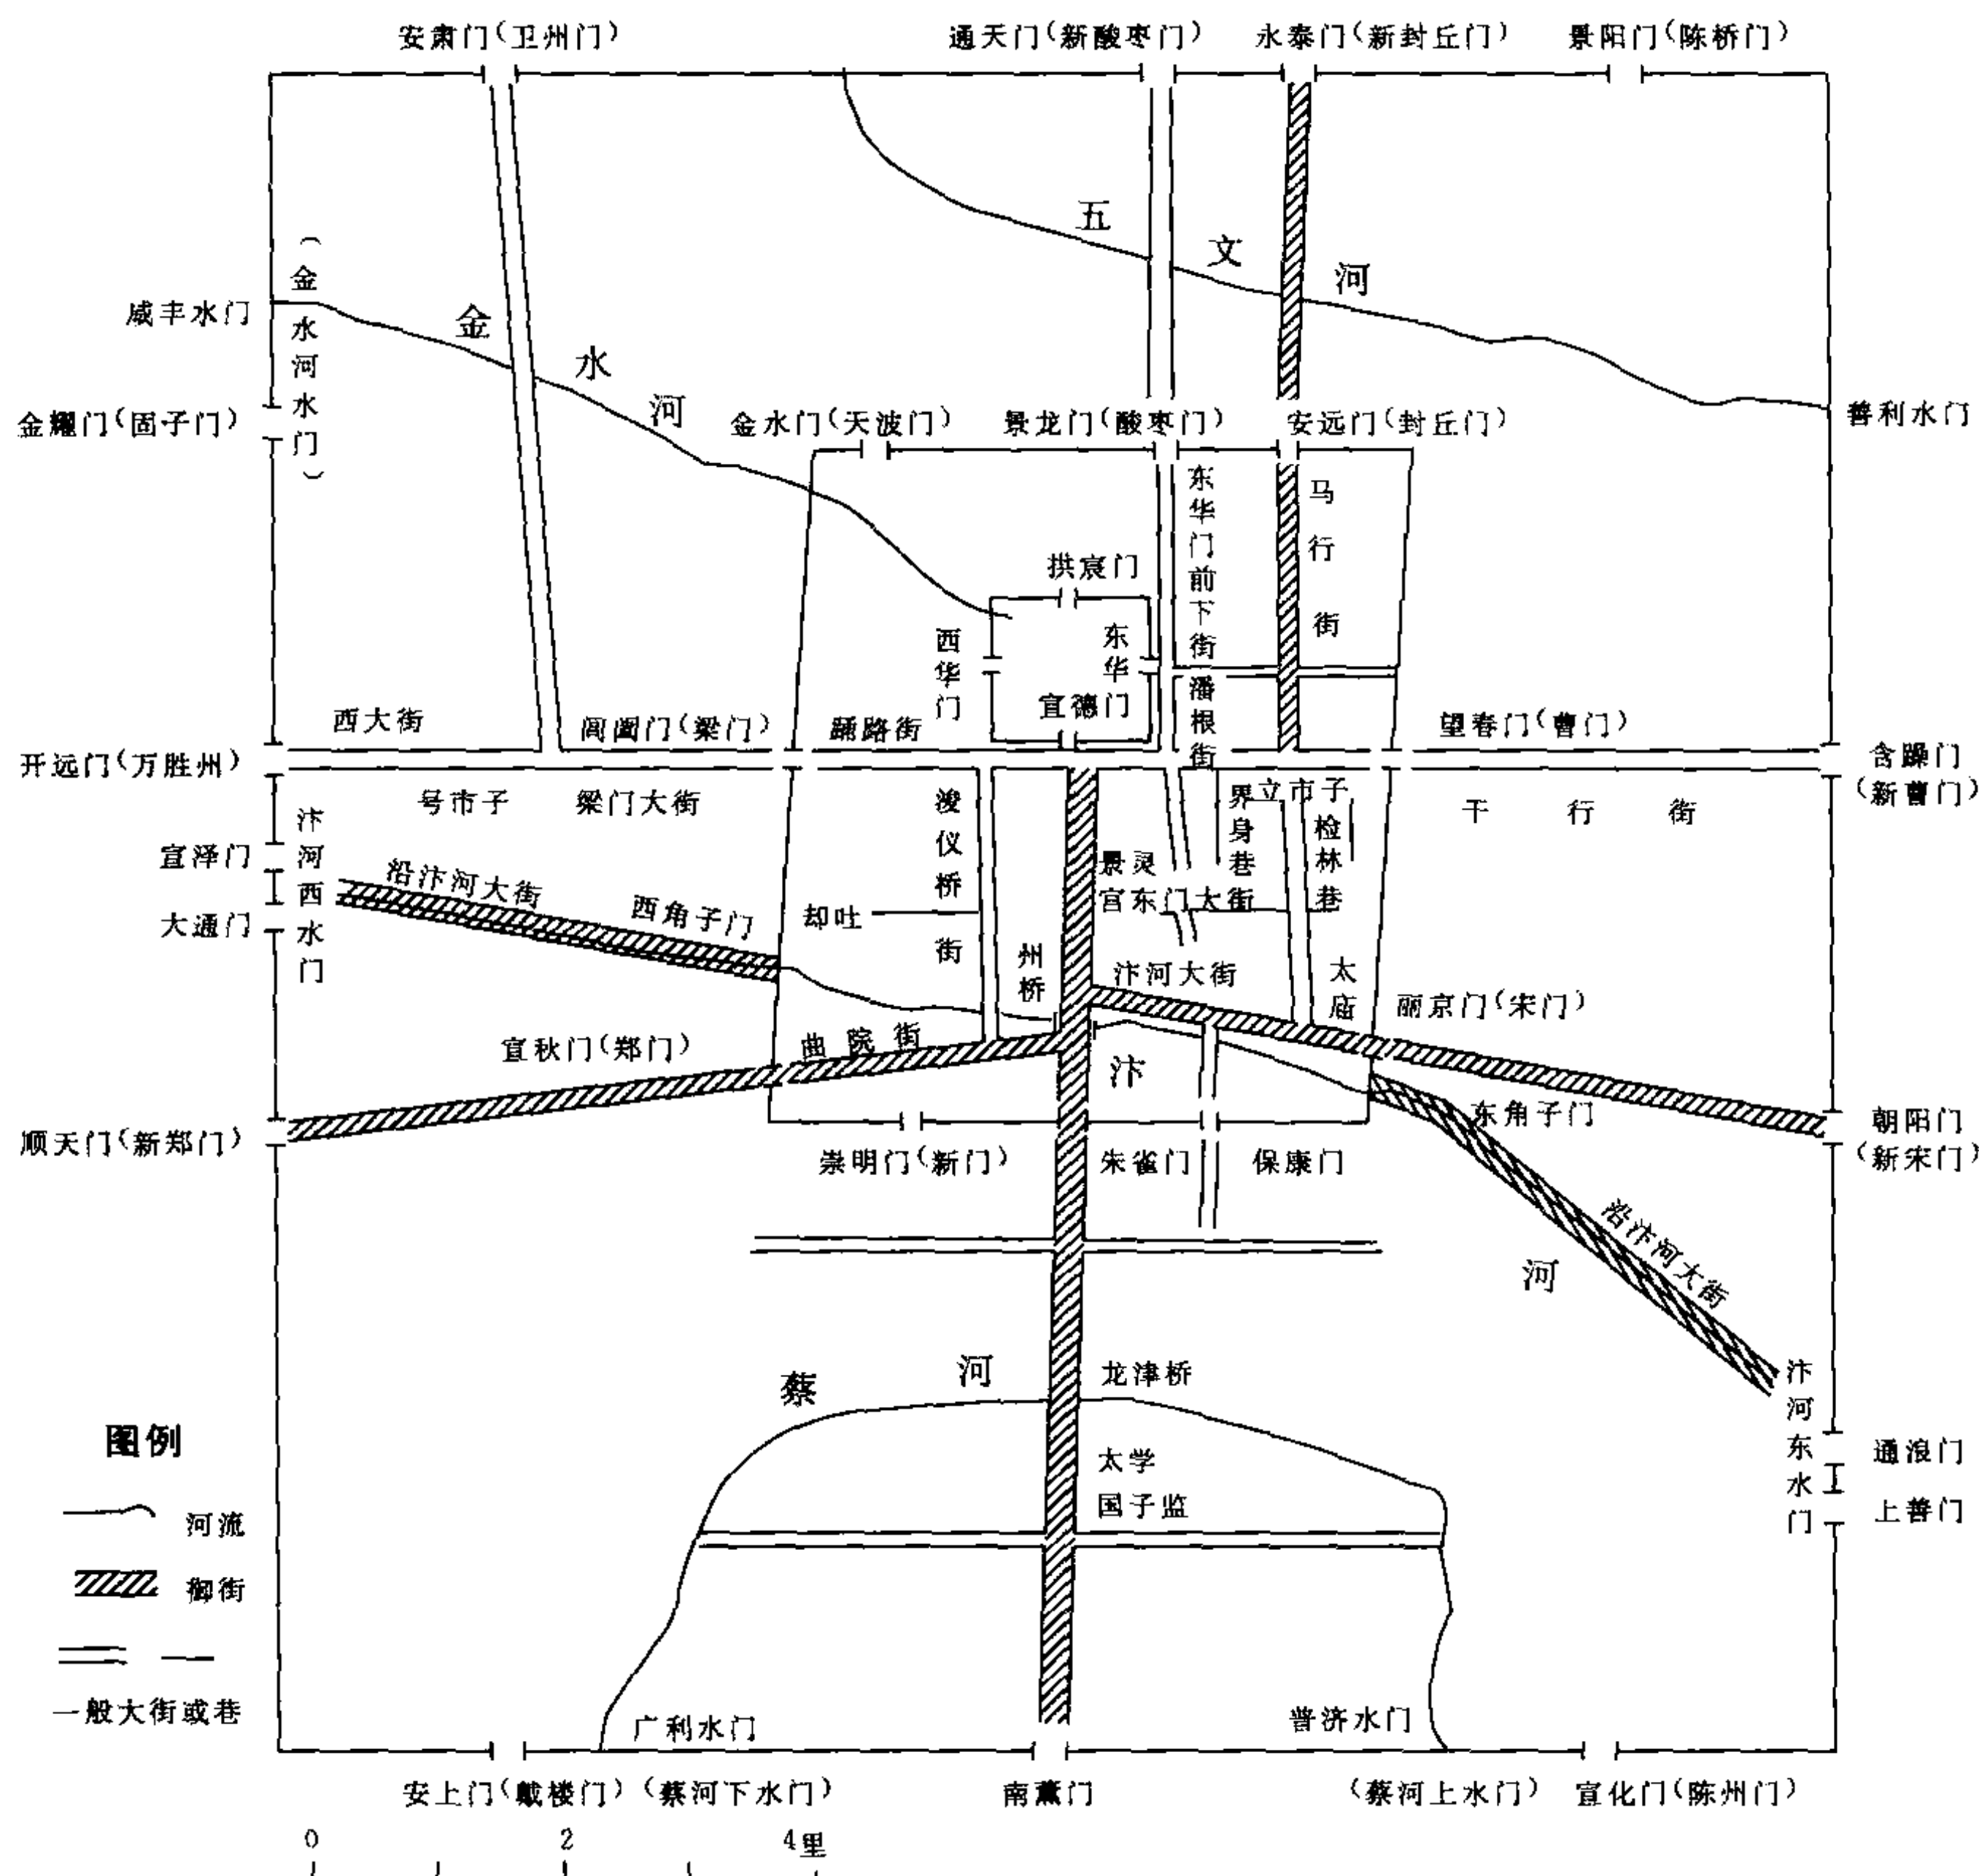 安肃门(卫州门)
通天门(新酸枣门)
永泰门(新封丘门)
景阳门(陈桥门)
五文河
咸丰水门
(金水河水门)
金水河
金耀门(固子门)
金水门(天波门)
景龙门(酸枣门)
安远门(封丘门)
善利水门
东华门前下街
马行街
拱宸门
西华门
东华
宣德门
潘根街
西大街
阊阖门(梁门)
踊路街
望春门(曹门)
开远门(万胜州)
含躁门
(新曹门)
号市子
梁门大街
浚仪桥街
界身巷
立市子
检林巷
干行街
汴河西水门
宣泽门
沿汴河大街
西角子门
大通门
却吐
景灵
宫东门大街
州桥
汴河大街
太庙
丽京门(宋门)
宣秋门(郑门)
曲院街
汴河
东角子门
顺天门(新郑门)
崇明门(新门)
朱雀门
保康门
朝阳门
(新宋门)
沿汴河大街
蔡河
龙津桥
汴河东水门
通浪门
上善门
太学
国子监
图例
河流
御街
一般大街或巷
广利水门
普济水门
安上门(戴楼门)
(蔡河下水门)
南薰门
(蔡河上水门)
宣化门(陈州门)
0 2 4里